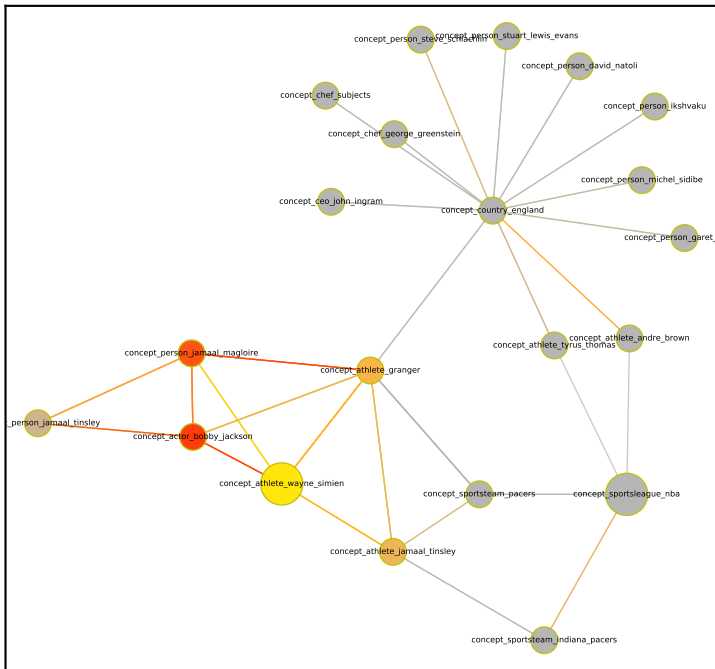 concept_person_stuart_lewis_evans
concept_person_steve_schlachlin
concept_person_david_natoli
concept_chef_subjects
concept_person_ikshvaku
concept_chef_george_greenstein
concept_person_michel_sidibe
concept_ceo_john_ingram
concept_country_england
concept_person_garet_
concept_athlete_andre_brown
concept_athlete_tyrus_thomas
concept_person_jamaal_magloire
concept_athlete_granger
_person_jamaal_tinsley
concept_actor_bobby_jackson
concept_athlete_wayne_simien
concept_sportsteam_pacers
concept_sportsleague_nba
concept_athlete_jamaal_tinsley
concept_sportsteam_indiana_pacers